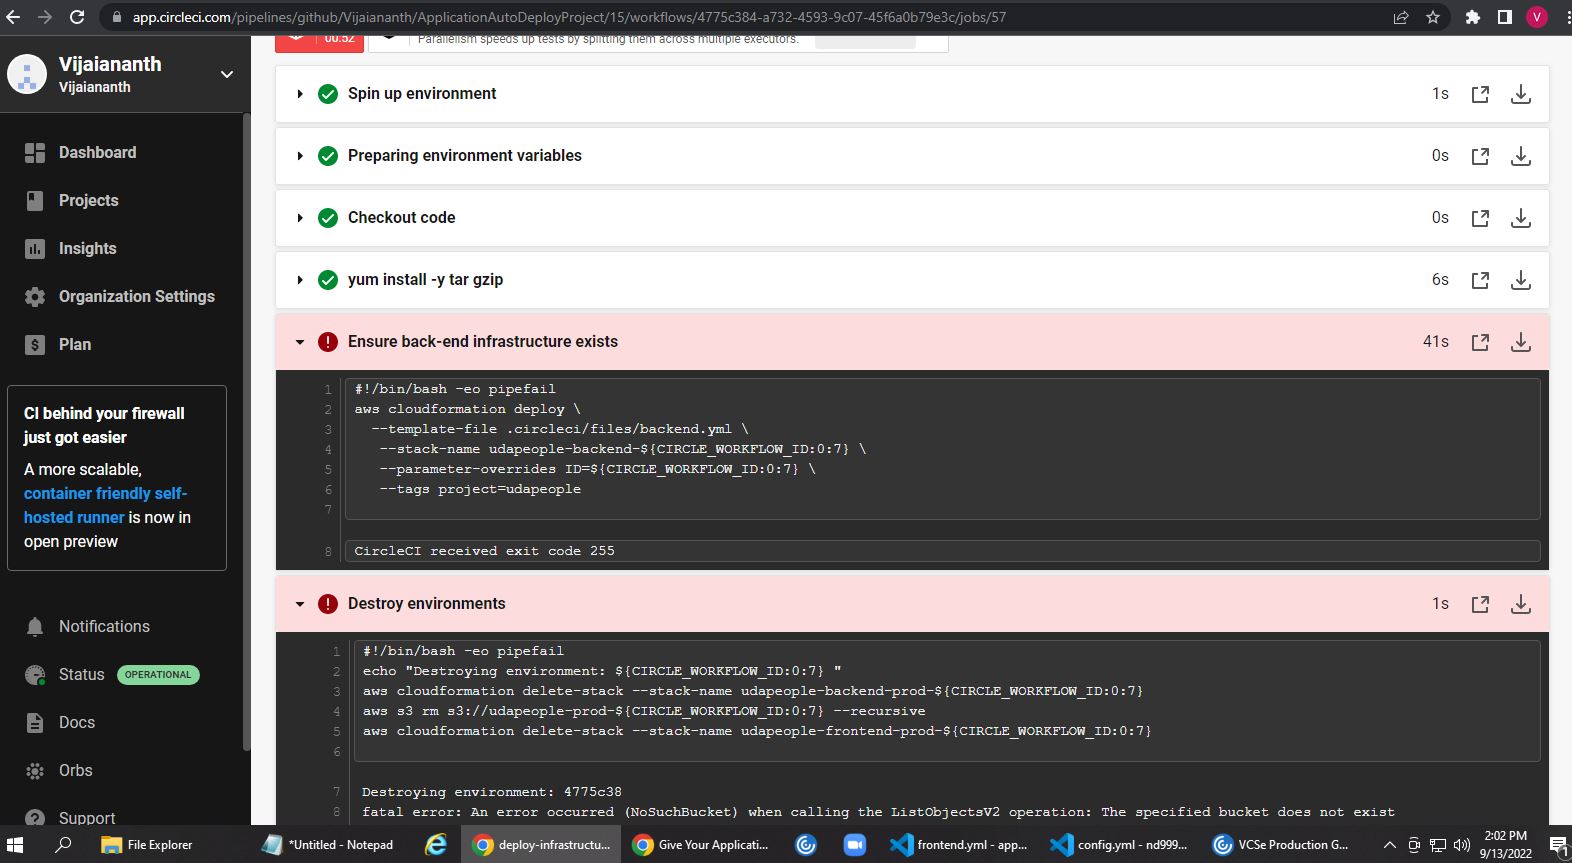 app.circleci.com/pipelines/github/Vijaiananth/ApplicationAutoDeployProject/15/workflows/4775c384-a732-4593-9c07-45f6a0b79e3c/jobs/57
V
Vijaiananth
Vijaiananth
Dashboard
Projects
Insights
Organization Settings
Plan
CI behind your firewall
just got easier
A more scalable,
container friendly self-
hosted runner is now in
open preview
Notifications
Status OPERATIONAL
Docs
Orbs
Support
00:52
Parallelism speeds up tests by splitting them across multiple executors.
Spin up environment 1s
Preparing environment variables 0s
Checkout code 0s
yum install -y tar gzip 6s
Ensure back-end infrastructure exists 41s
1 #!/bin/bash -eo pipefail
2 aws cloudformation deploy \
3 --template-file .circleci/files/backend.yml \
4 --stack-name udapeople-backend-${CIRCLE_WORKFLOW_ID:0:7} \
5 --parameter-overrides ID=${CIRCLE_WORKFLOW_ID:0:7} \
6 --tags project=udapeople
7
8 CircleCI received exit code 255
Destroy environments 1s
1 #!/bin/bash -eo pipefail
2 echo "Destroying environment: ${CIRCLE_WORKFLOW_ID:0:7} "
3 aws cloudformation delete-stack --stack-name udapeople-backend-prod-${CIRCLE_WORKFLOW_ID:0:7}
4 aws s3 rm s3://udapeople-prod-${CIRCLE_WORKFLOW_ID:0:7} --recursive
5 aws cloudformation delete-stack --stack-name udapeople-frontend-prod-${CIRCLE_WORKFLOW_ID:0:7}
6
7 Destroying environment: 4775c38
8 fatal error: An error occurred (NoSuchBucket) when calling the ListObjectsV2 operation: The specified bucket does not exist
File Explorer
*Untitled - Notepad
deploy-infrastructu...
Give Your Applicati...
frontend.yml - app...
config.yml - nd999...
VCSe Production G...
2:02 PM
9/13/2022
1